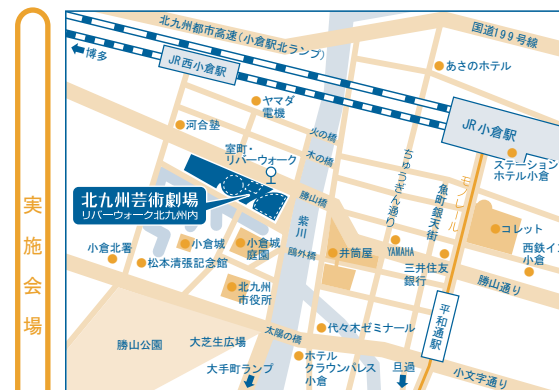 実施会場
北九州都市高速(小倉駅北ランプ)
国道199号線
博多
JR西小倉駅
あさのホテル
ヤマダ
電機
JR小倉駅
河合塾
火の橋
室町・
リバーウォーク
木の橋
ステーション
ホテル小倉
ちゅうぎん通り
魚町銀天街
モノレール
北九州芸術劇場
リバーウォーク北九州内
勝山橋
紫川
コレット
小倉北署
小倉城
小倉城
庭園
鴎外橋
井筒屋
YAMAHA
西鉄イン
小倉
松本清張記念館
三井住友
銀行
勝山通り
北九州
市役所
平和通駅
太陽の橋
代々木ゼミナール
勝山公園
大芝生広場
ホテル
クラウンパレス
小倉
大手町ランプ
旦過
小文字通り